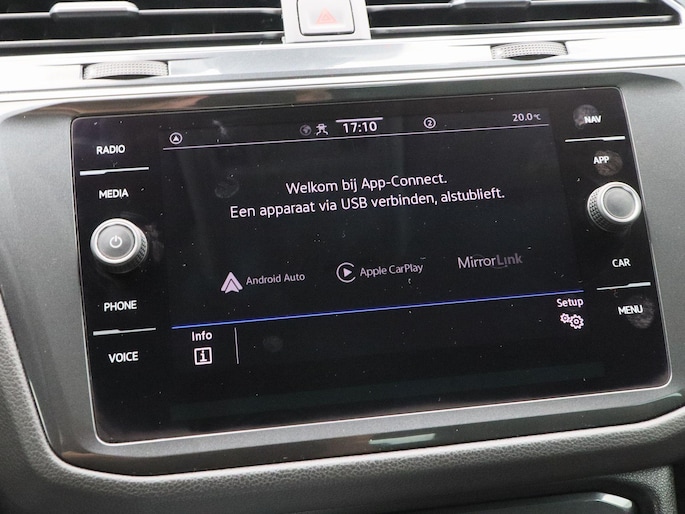 17:10
2
20.0°C
NAV
RADIO
APP
MEDIA
Welkom bij App-Connect.
Een apparaat via USB verbinden, alstublieft.
Android Auto
Apple CarPlay
MirrorLink
CAR
PHONE
Setup
MENU
Info
i
VOICE